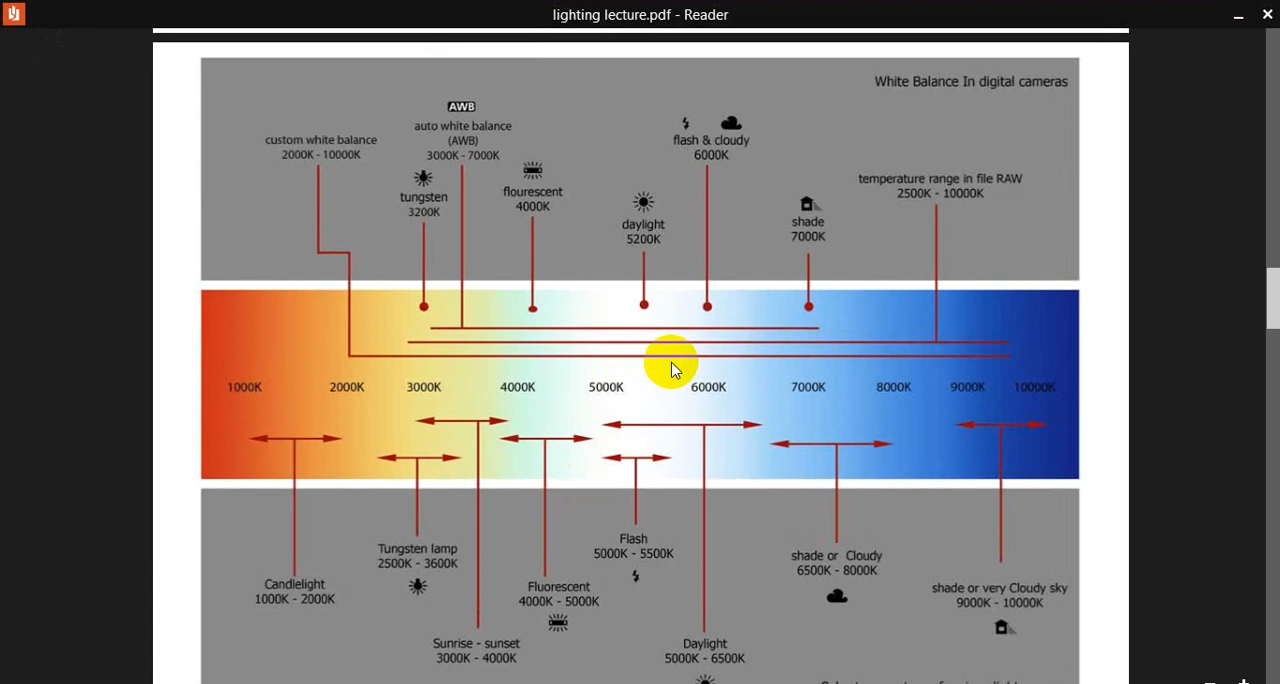 lighting lecture.pdf - Reader
White Balance In digital cameras
AWB
auto white balance
(AWB)
3000K - 7000K
custom white balance
2000K - 10000K
tungsten
3200K
flourescent
4000K
flash & cloudy
6000K
daylight
5200K
shade
7000K
temperature range in file RAW
2500K - 10000K
1000K 2000K 3000K 4000K 5000K 6000K 7000K 8000K 9000K 10000K
Candlelight
1000K - 2000K
Tungsten lamp
2500K - 3600K
Sunrise - sunset
3000K - 4000K
Fluorescent
4000K - 5000K
Flash
5000K - 5500K
Daylight
5000K - 6500K
shade or Cloudy
6500K - 8000K
shade or very Cloudy sky
9000K - 10000K